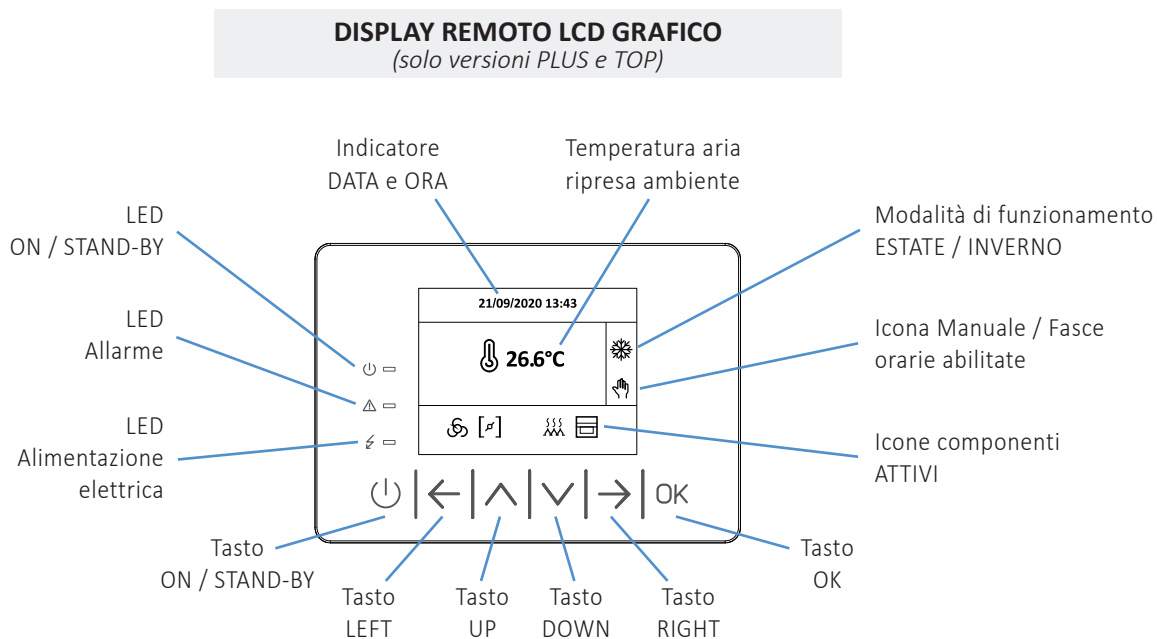 DISPLAY REMOTO LCD GRAFICO
(solo versioni PLUS e TOP)
Indicatore
DATA e ORA
Temperatura aria
ripresa ambiente
LED
ON / STAND-BY
Modalità di funzionamento
ESTATE / INVERNO
21/09/2020 13:43
LED
Allarme
26.6°C
Icona Manuale / Fasce
orarie abilitate
LED
Alimentazione
elettrica
Icone componenti
ATTIVI
OK
Tasto
ON / STAND-BY
Tasto
LEFT
Tasto
UP
Tasto
DOWN
Tasto
RIGHT
Tasto
OK